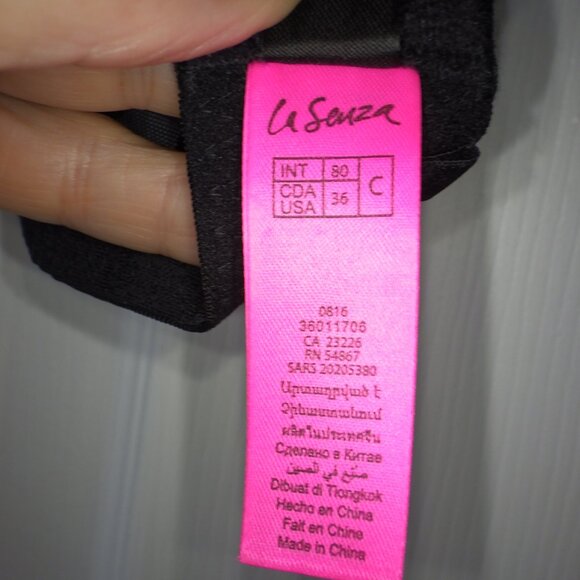 La Senza
INT 80 C
CDA USA 36
0816
36011706
CA 23226
RN 54867
SARS 20205380
Արտադրված է
Չինաստանում
ผลิตในประเทศจีน
Сделано в Китае
صنع في الصين
Dibuat di Tiongkok
Hecho en China
Fait en China
Made in China